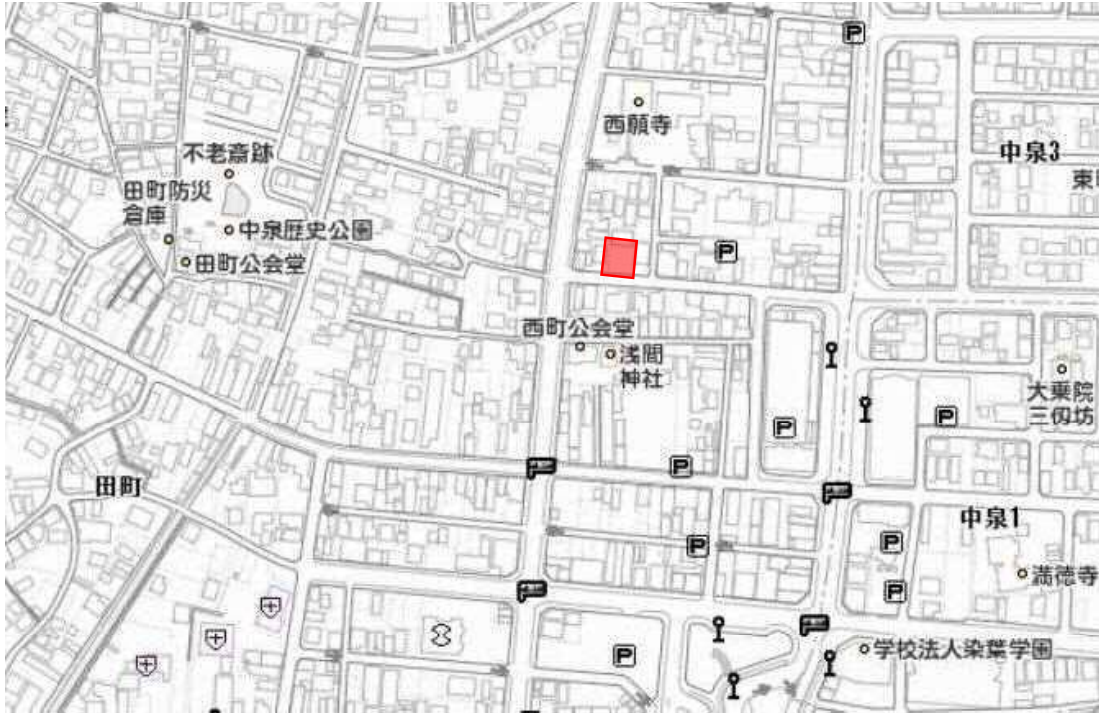 P
西願寺
中泉3
東
不老斎跡
田町防災
倉庫
中泉歴史公園
田町公会堂
P
西町公会堂
浅間
神社
大乗院
三仭坊
P
P
P
田町
中泉1
P
P
満徳寺
P
学校法人染葉学園
P